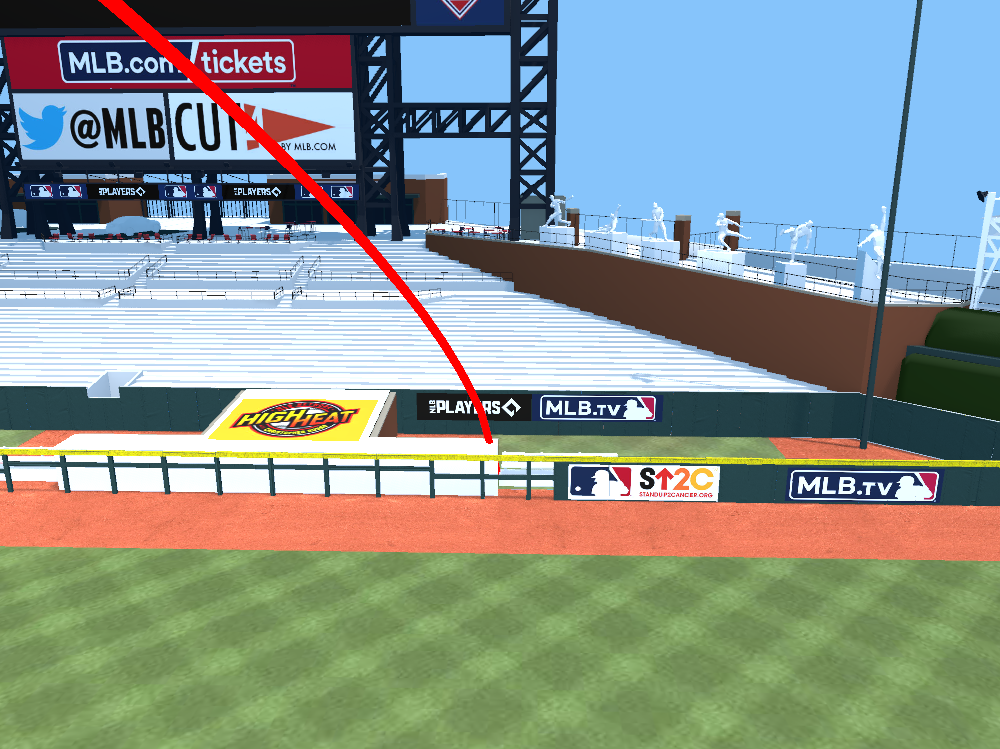 MLB.com/tickets
@MLB
CUT4
BY MLB.COM
PLAYERS
PLAYERS
HIGH HEAT
MLB PLAYERS
MLB.TV
S↑2C
STANDUP2CANCER.ORG
MLB.TV